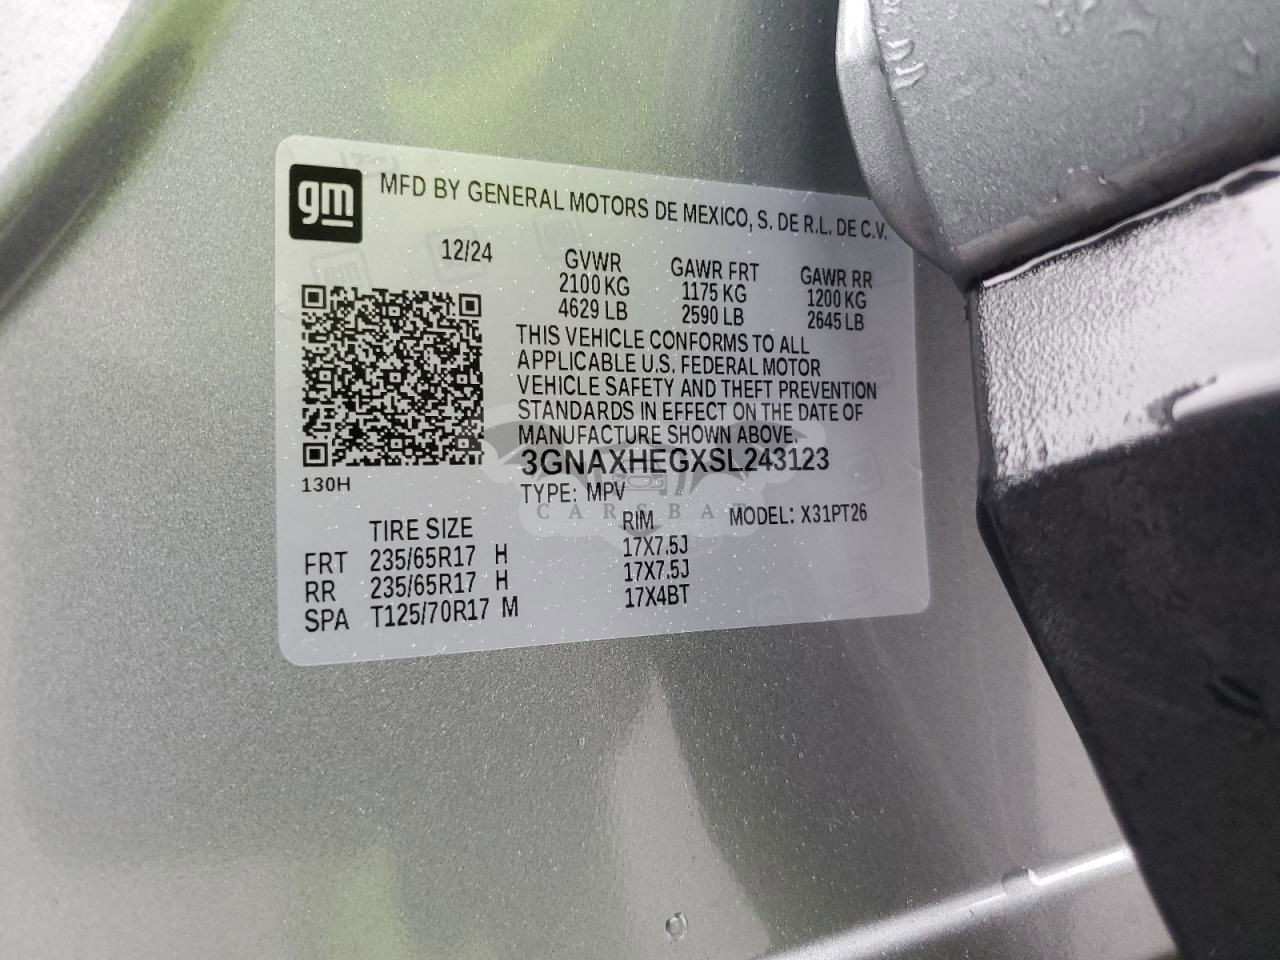 gm MFD BY GENERAL MOTORS DE MEXICO, S. DE R.L. DE C.V.
12/24 GVWR GAWR FRT GAWR RR
2100 KG 1175 KG 1200 KG
4629 LB 2590 LB 2645 LB
THIS VEHICLE CONFORMS TO ALL
APPLICABLE U.S. FEDERAL MOTOR
VEHICLE SAFETY AND THEFT PREVENTION
STANDARDS IN EFFECT ON THE DATE OF
MANUFACTURE SHOWN ABOVE.
3GNAXHEGXSL243123
130H
TYPE: MPV
CARSBAT
MODEL: X31PT26
TIRE SIZE RIM
FRT 235/65R17 H 17X7.5J
RR 235/65R17 H 17X7.5J
SPA T125/70R17 M 17X4BT